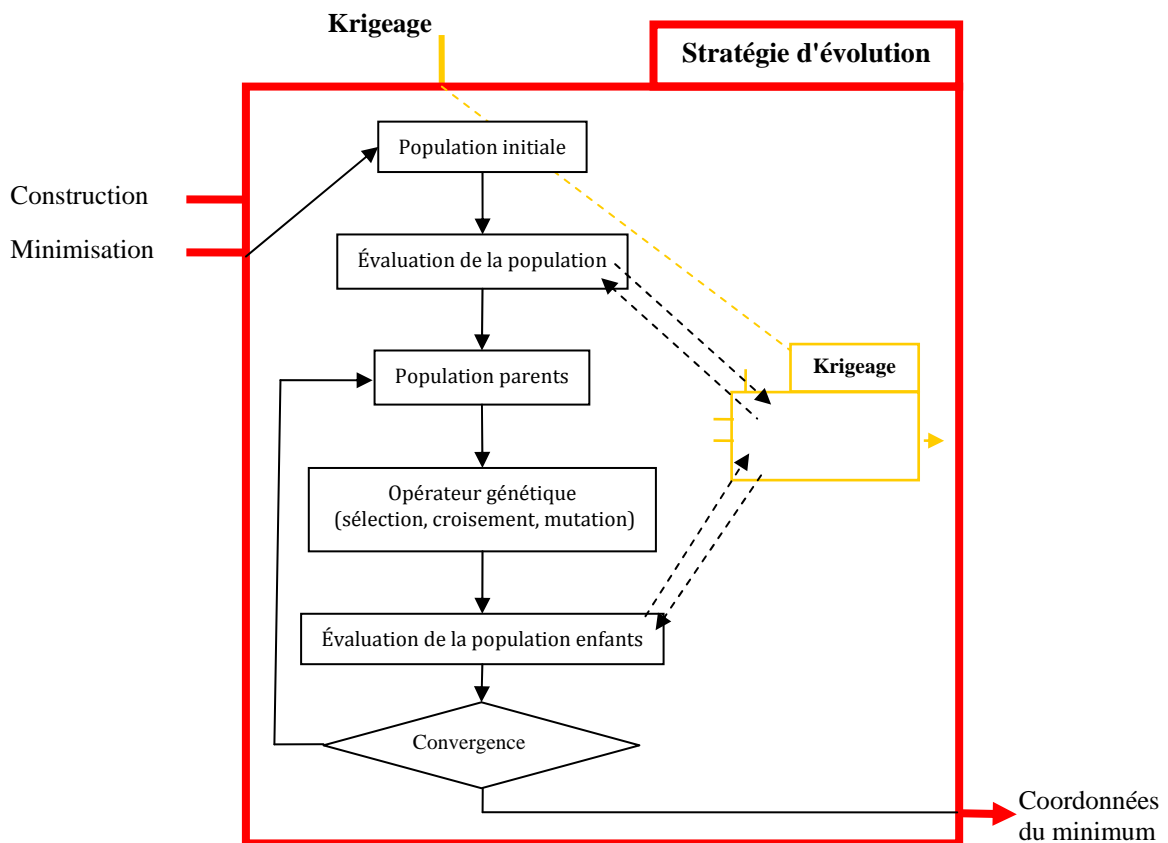 Krigeage
Stratégie d'évolution
Population initiale
Construction
Minimisation
Évaluation de la population
Krigeage
Population parents
Opérateur génétique
(sélection, croisement, mutation)
Évaluation de la population enfants
Convergence
Coordonnées
du minimum